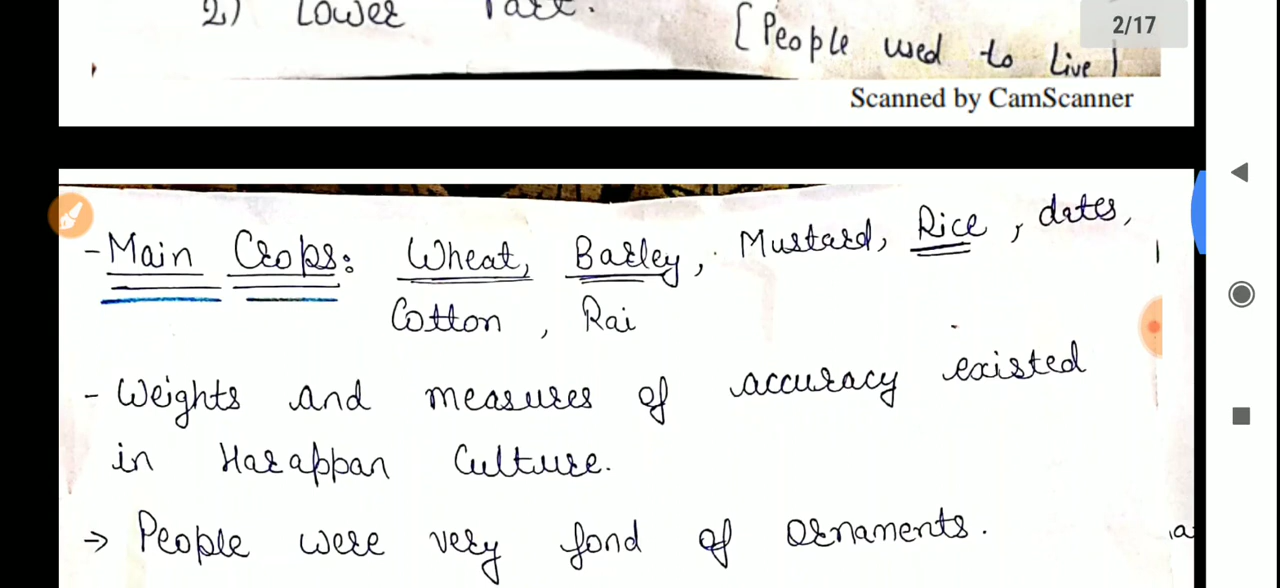 2) Lower Part.
[People used to Live]
2/17
Scanned by CamScanner
- Main Crops: Wheat, Barley, Mustard, Rice, dates,
Cotton, Rai
- Weights and measures of accuracy existed
in Harappan Culture.
→ People were very fond of Ornaments.